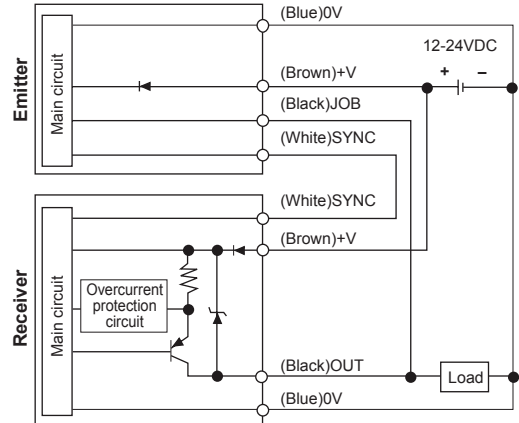 (Blue)0V
12-24VDC
+ −
(Brown)+V
(Black)JOB
(White)SYNC
Emitter
Main circuit
(White)SYNC
(Brown)+V
Overcurrent
protection
circuit
Receiver
Main circuit
(Black)OUT
Load
(Blue)0V